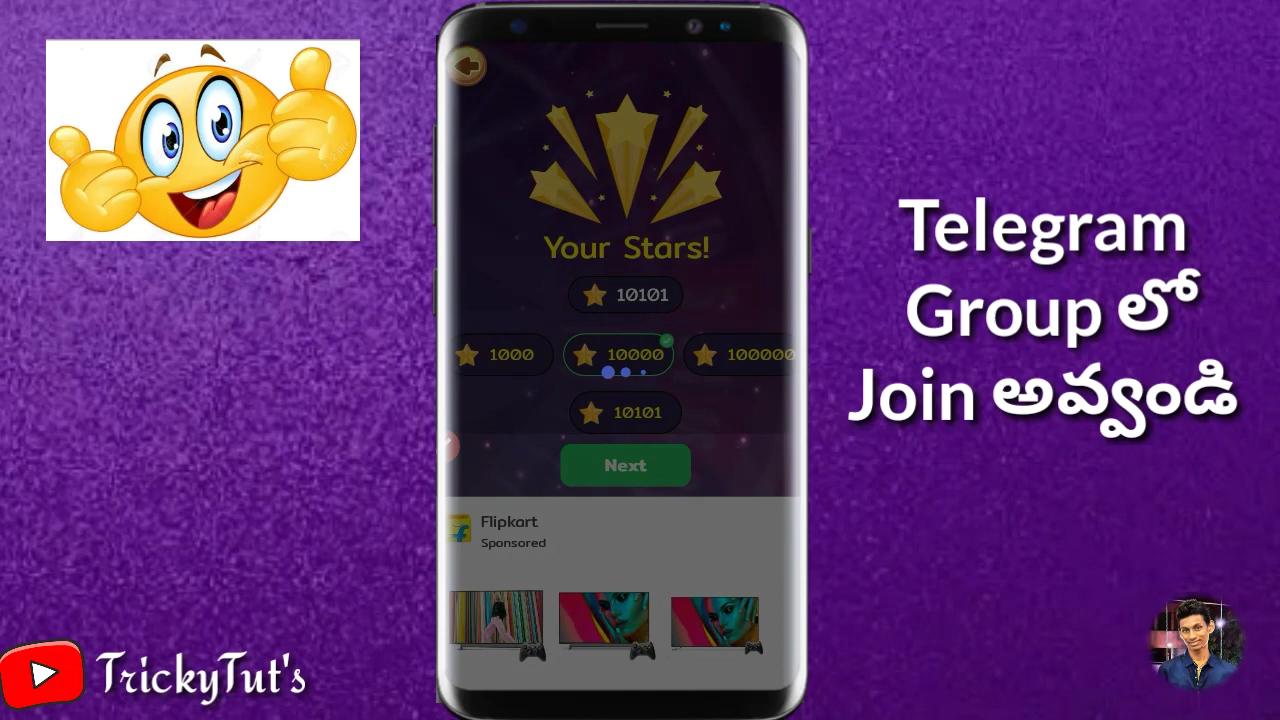 Your Stars!
10101
1000
10000
100000
10101
Next
Flipkart
Sponsored
Telegram
Group లో
Join అవ్వండి
TrickyTut's